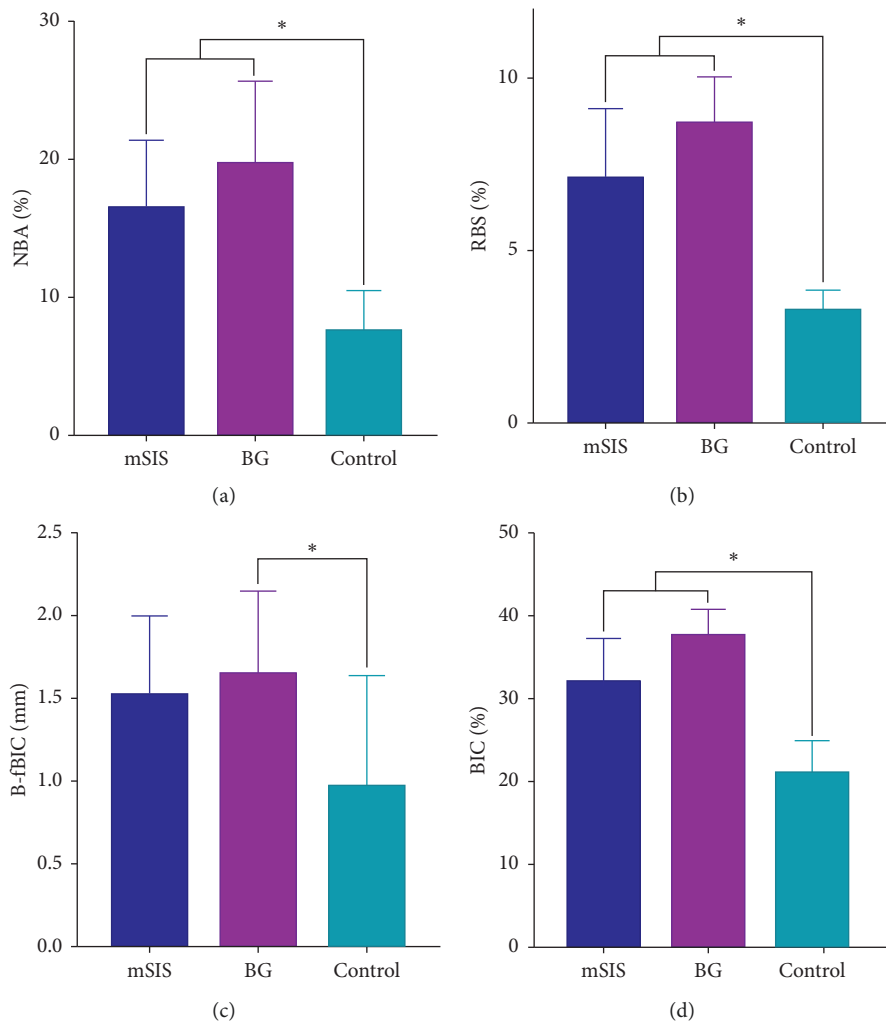 NBA (%)
30
20
10
0
*
mSIS
BG
Control
(a)
RBS (%)
10
5
0
*
mSIS
BG
Control
(b)
B-fBIC (mm)
2.5
2.0
1.5
1.0
0.5
0.0
*
mSIS
BG
Control
(c)
BIC (%)
50
40
30
20
10
0
*
mSIS
BG
Control
(d)